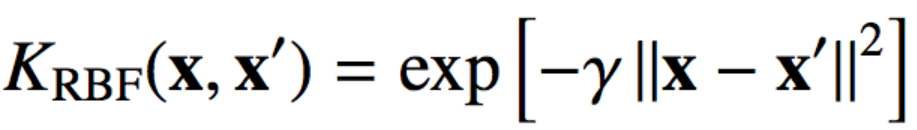 K_RBF(𝐱, 𝐱′) = exp[−γ ||𝐱 − 𝐱′||²]